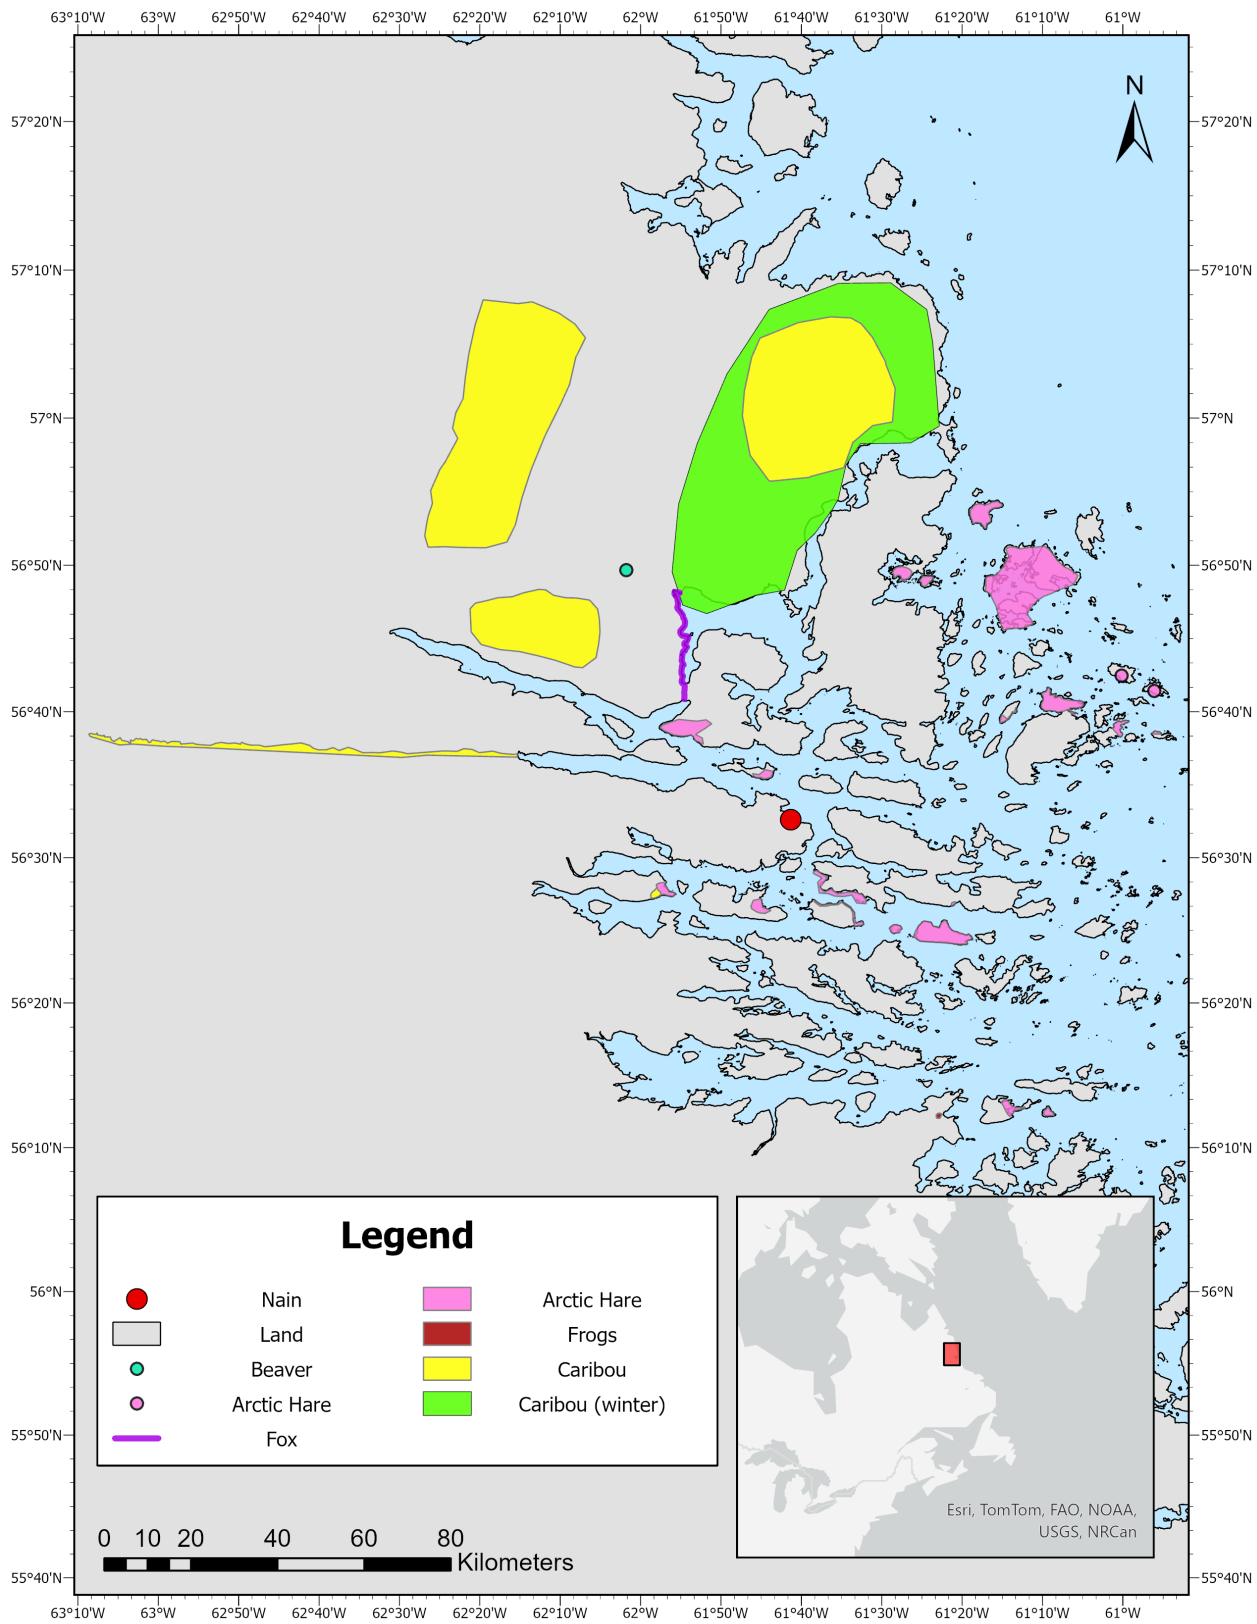 63°10'W 63°W 62°50'W 62°40'W 62°30'W 62°20'W 62°10'W 62°W 61°50'W 61°40'W 61°30'W 61°20'W 61°10'W 61°W
N
57°20'N 57°20'N
57°10'N 57°10'N
57°N 57°N
56°50'N 56°50'N
56°40'N 56°40'N
56°30'N 56°30'N
56°20'N 56°20'N
56°10'N 56°10'N
56°N 56°N
55°50'N 55°50'N
55°40'N 55°40'N
Legend
Nain
Land
Beaver
Arctic Hare
Fox
Arctic Hare
Frogs
Caribou
Caribou (winter)
Esri, TomTom, FAO, NOAA,
USGS, NRCan
0 10 20 40 60 80
Kilometers
63°10'W 63°W 62°50'W 62°40'W 62°30'W 62°20'W 62°10'W 62°W 61°50'W 61°40'W 61°30'W 61°20'W 61°10'W 61°W